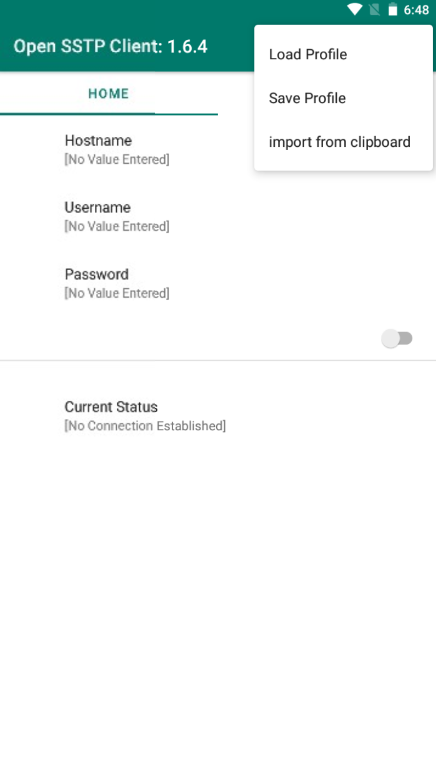 6:48
Open SSTP Client: 1.6.4
Load Profile
Save Profile
import from clipboard
HOME
Hostname
[No Value Entered]
Username
[No Value Entered]
Password
[No Value Entered]
Current Status
[No Connection Established]